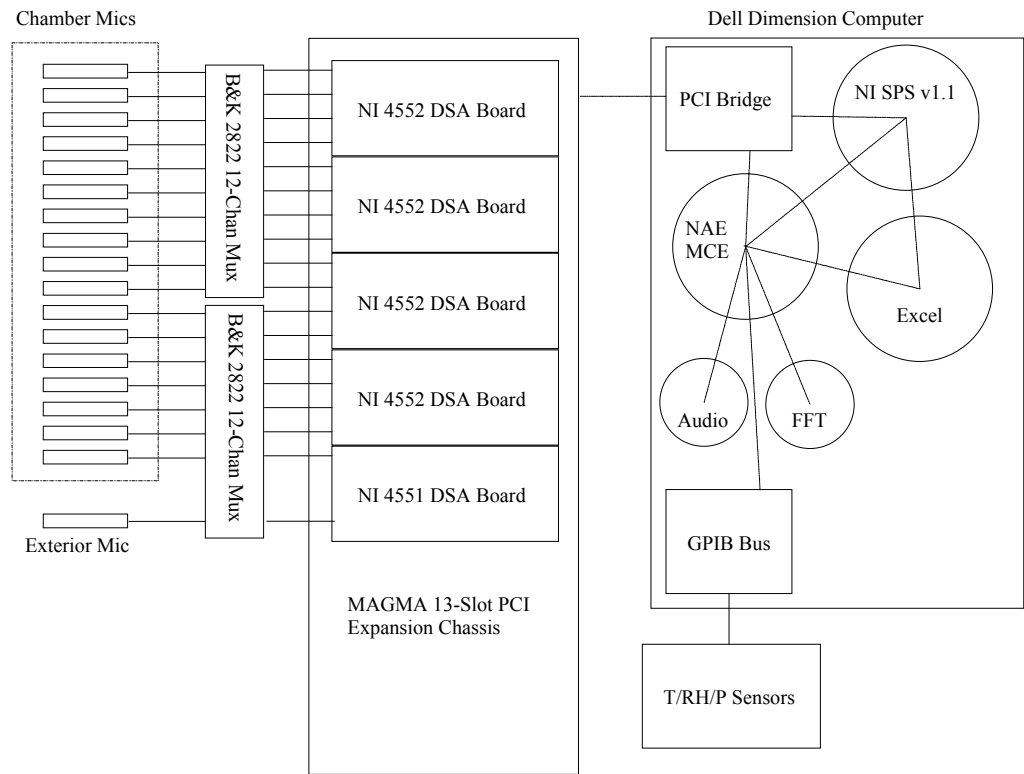 Chamber Mics
Dell Dimension Computer
B&K 2822 12-Chan Mux
B&K 2822 12-Chan Mux
NI 4552 DSA Board
NI 4552 DSA Board
NI 4552 DSA Board
NI 4552 DSA Board
NI 4551 DSA Board
MAGMA 13-Slot PCI
Expansion Chassis
Exterior Mic
PCI Bridge
NI SPS v1.1
NAE
MCE
Excel
Audio
FFT
GPIB Bus
T/RH/P Sensors